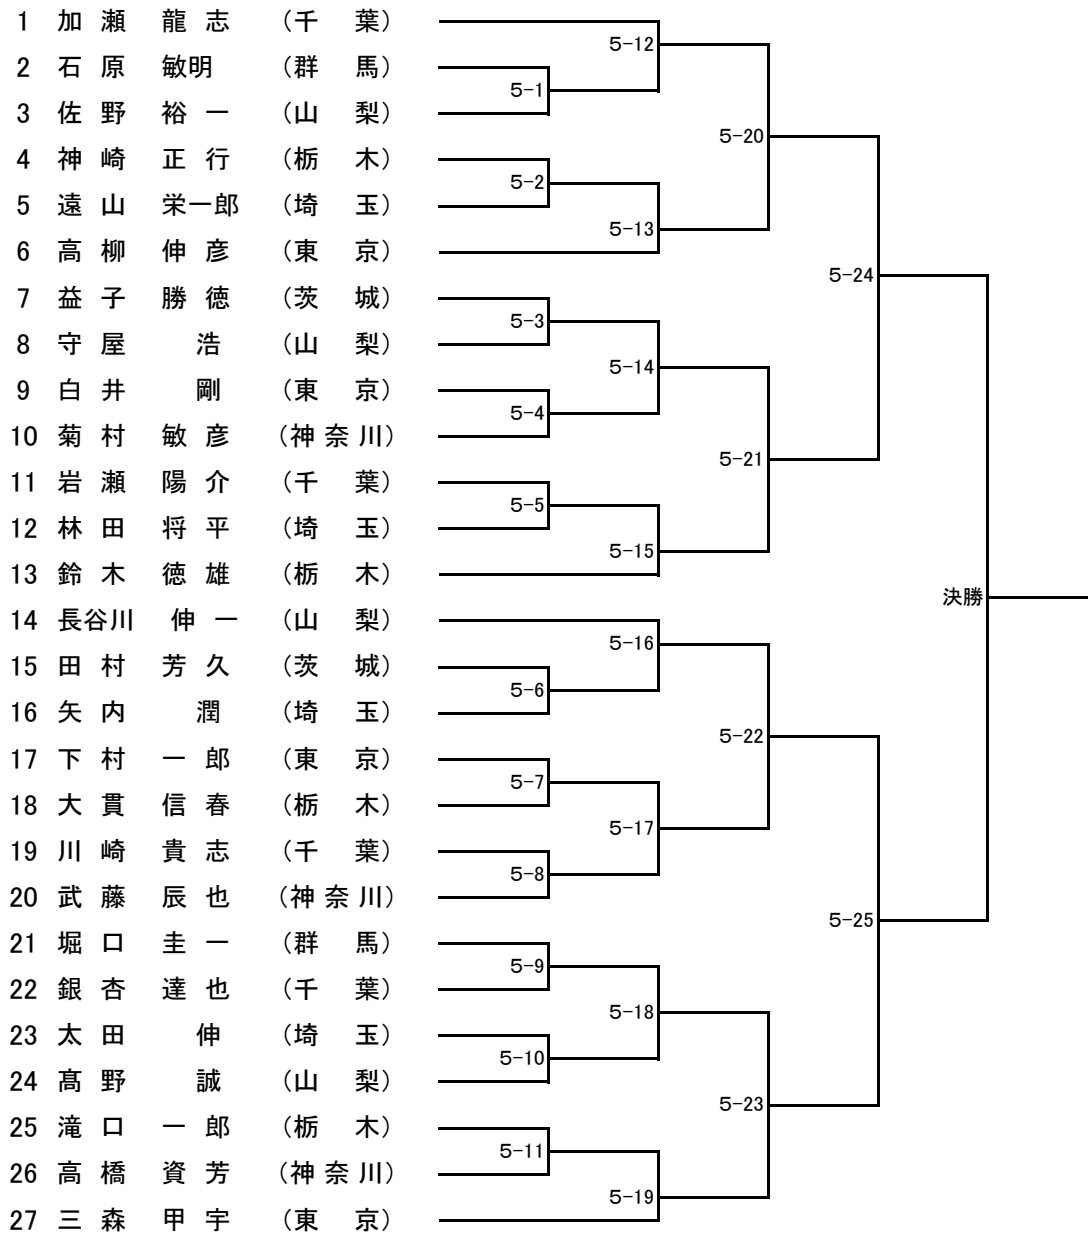 1 加 瀬 龍 志 (千 葉)
5-12
2 石 原 敏明 (群 馬)
5-1
3 佐 野 裕 一 (山 梨)
5-20
4 神 崎 正 行 (栃 木)
5-2
5 遠 山 栄一郎 (埼 玉)
5-13
6 高 柳 伸 彦 (東 京)
5-24
7 益 子 勝 徳 (茨 城)
5-3
8 守 屋 浩 (山 梨)
5-14
9 白 井 剛 (東 京)
5-4
10 菊 村 敏 彦 (神 奈 川)
5-21
11 岩 瀬 陽 介 (千 葉)
5-5
12 林 田 将 平 (埼 玉)
5-15
13 鈴 木 徳 雄 (栃 木)
決勝
14 長谷川 伸 一 (山 梨)
5-16
15 田 村 芳 久 (茨 城)
5-6
16 矢 内 潤 (埼 玉)
5-22
17 下 村 一 郎 (東 京)
5-7
18 大 貫 信 春 (栃 木)
5-17
19 川 崎 貴 志 (千 葉)
5-8
20 武 藤 辰 也 (神 奈 川)
5-25
21 堀 口 圭 一 (群 馬)
5-9
22 銀 杏 達 也 (千 葉)
5-18
23 太 田 伸 (埼 玉)
5-10
24 髙 野 誠 (山 梨)
5-23
25 滝 口 一 郎 (栃 木)
5-11
26 高 橋 資 芳 (神 奈 川)
5-19
27 三 森 甲 宇 (東 京)